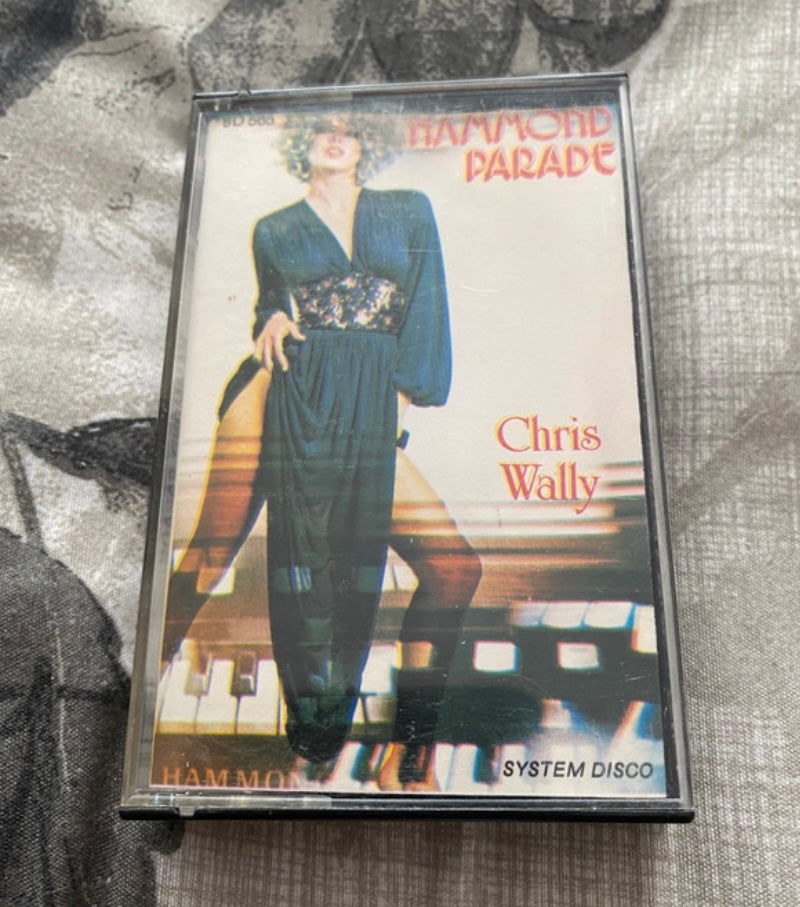 HAMMOND
PARADE
Chris
Wally
SYSTEM DISCO